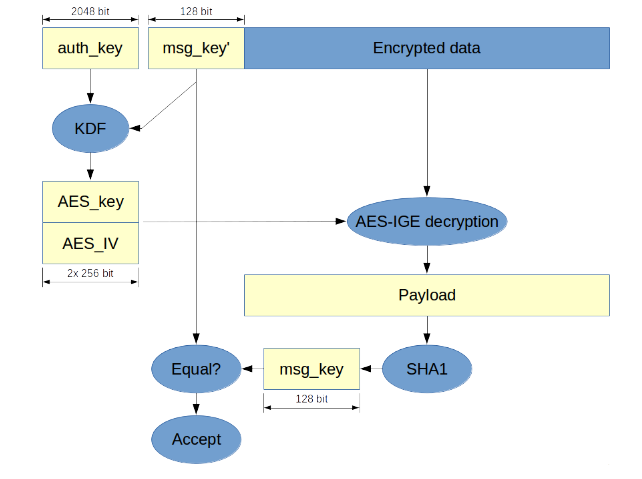 2048 bit
128 bit
auth_key
msg_key'
Encrypted data
KDF
AES_key
AES_IV
AES-IGE decryption
2x 256 bit
Payload
Equal?
msg_key
SHA1
128 bit
Accept